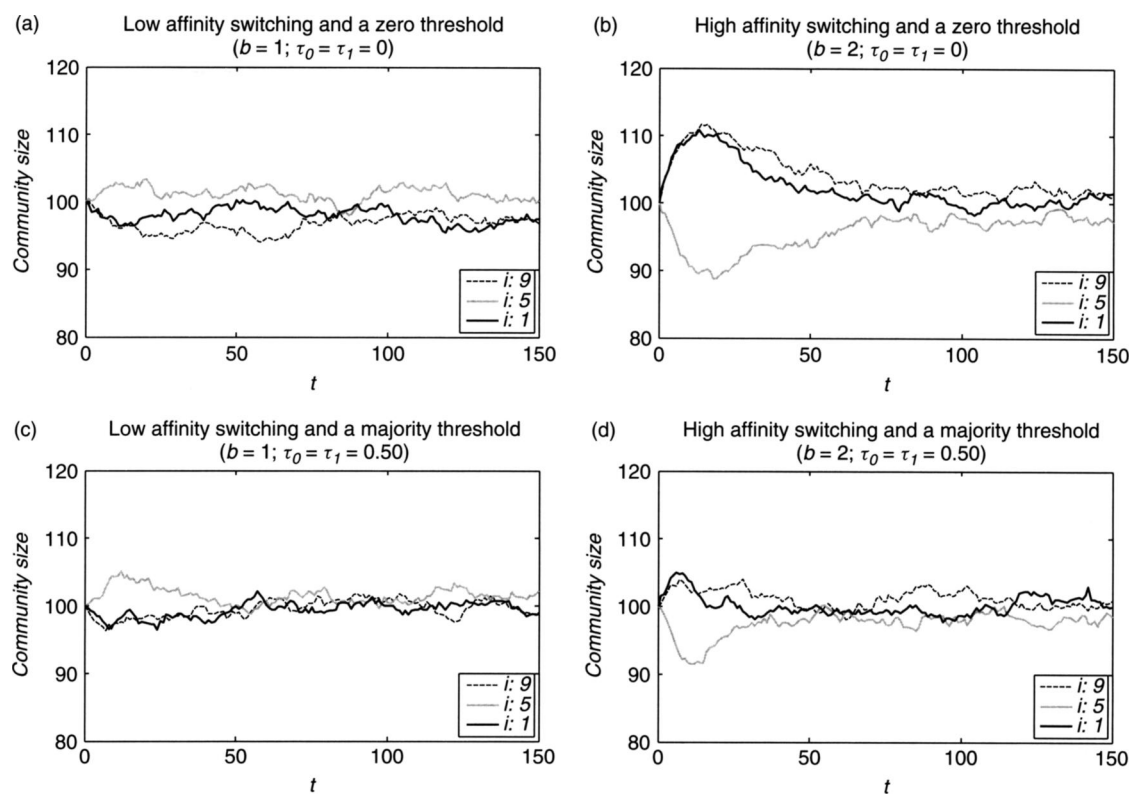 (a) Low affinity switching and a zero threshold
(b = 1; τ0 = τ1 = 0)
120
110
100
90
80
Community size
i: 9
i: 5
i: 1
0 50 100 150
t
(b) High affinity switching and a zero threshold
(b = 2; τ0 = τ1 = 0)
120
110
100
90
80
Community size
i: 9
i: 5
i: 1
0 50 100 150
t
(c) Low affinity switching and a majority threshold
(b = 1; τ0 = τ1 = 0.50)
120
110
100
90
80
Community size
i: 9
i: 5
i: 1
0 50 100 150
t
(d) High affinity switching and a majority threshold
(b = 2; τ0 = τ1 = 0.50)
120
110
100
90
80
Community size
i: 9
i: 5
i: 1
0 50 100 150
t